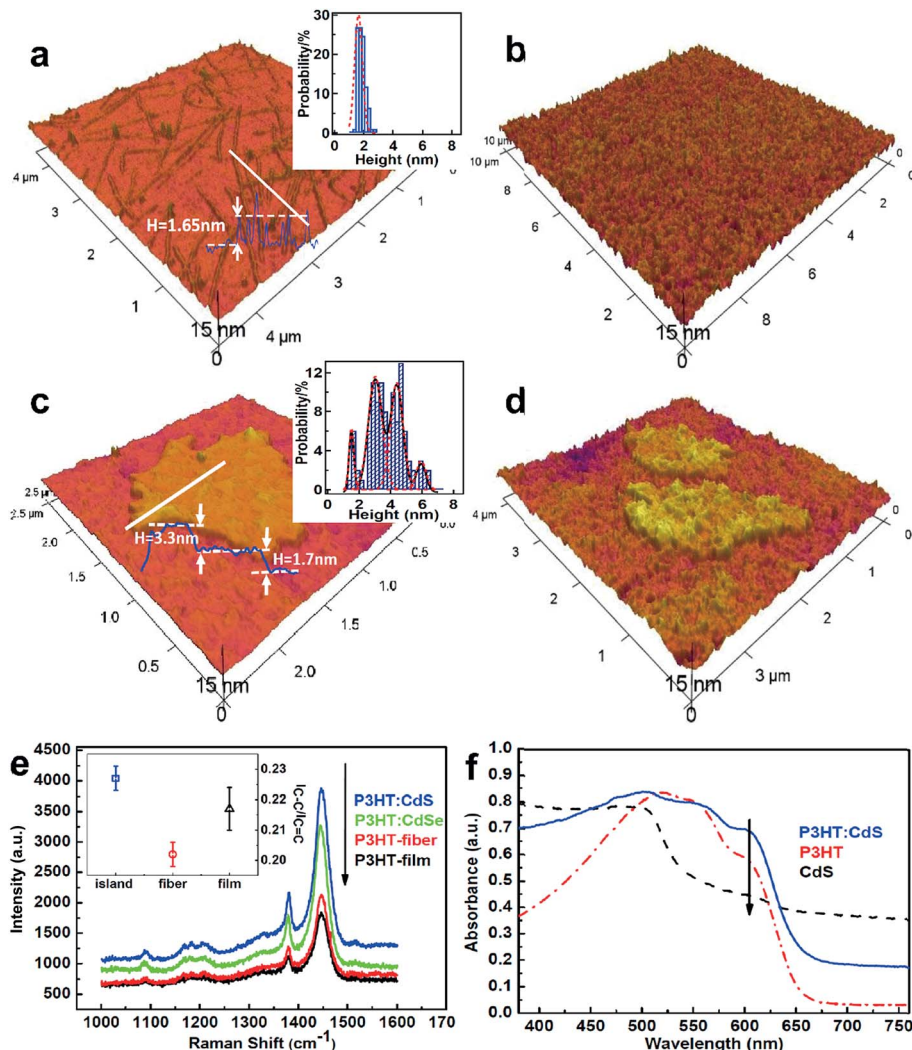 a
30
20
10
0
Probability/%
0 2 4 6 8
Height (nm)
4 µm
3
2
1
H=1.65nm
0
1
2
3
4 µm
15 nm
0
b
10 µm
10 µm
8
6
4
2
0
0
2
4
6
8
15 nm
0
c
12
8
4
0
Probability/%
0 2 4 6 8
Height (nm)
2.5 µm
2.5 µm
2.0
1.5
1.0
0.5
H=3.3nm
H=1.7nm
0.5
1.0
1.5
2.0
15 nm
0
d
4 µm
3
2
1
0
0
1
2
3 µm
15 nm
0
e
4500
4000
3500
3000
2500
2000
1500
1000
500
Intensity (a.u.)
0.23
0.22
0.21
0.20
IC-C/IC=C
island fiber film
P3HT:CdS
P3HT:CdSe
P3HT-fiber
P3HT-film
1000 1100 1200 1300 1400 1500 1600 170
Raman Shift (cm-1)
f
1.0
0.9
0.8
0.7
0.6
0.5
0.4
0.3
0.2
0.1
0.0
Absorbance (a.u.)
P3HT:CdS
P3HT
CdS
400 450 500 550 600 650 700 750
Wavelength (nm)